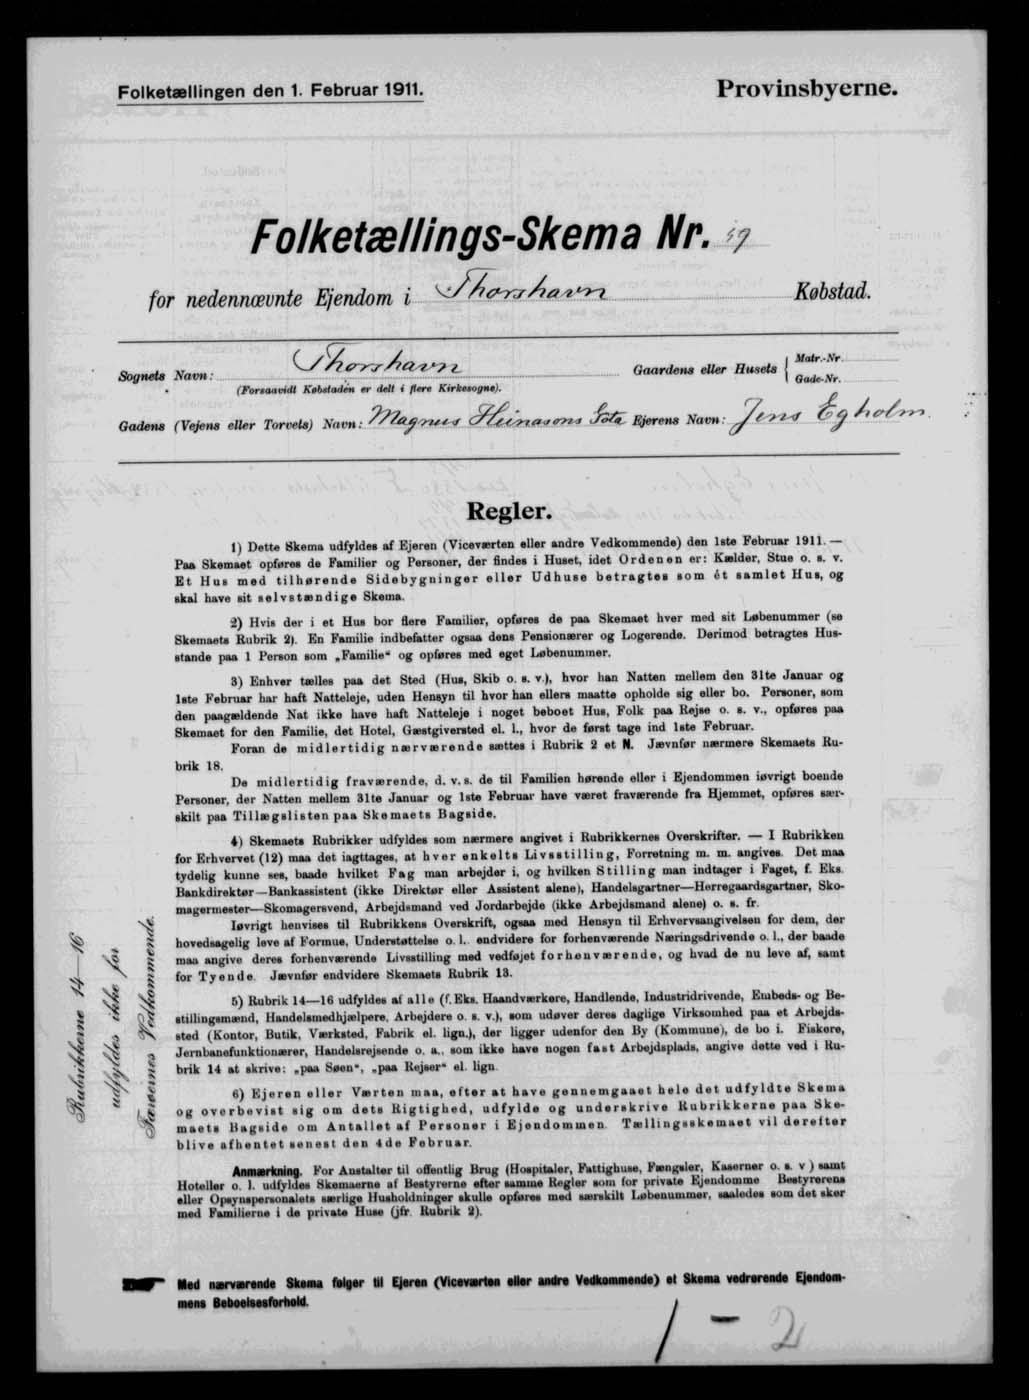 Folketællingen den 1. Februar 1911.
Provinsbyerne.
Folketællings-Skema Nr. 59
for nedennævnte Ejendom i Thorshavn Købstad.
Sognets Navn: Thorshavn Gaardens eller Husets { Matr.-Nr.
Gade-Nr.
(Forsaavidt Købstaden er delt i flere Kirkesogne).
Gadens (Vejens eller Torvets) Navn: Magnus Heinasons Gøta Ejerens Navn: Jens Egholm.
Regler.
1) Dette Skema udfyldes af Ejeren (Viceværten eller andre Vedkommende) den 1ste Februar 1911. —
Paa Skemaet opføres de Familier og Personer, der findes i Huset, idet Ordenen er: Kælder, Stue o. s. v.
Et Hus med tilhørende Sidebygninger eller Udhuse betragtes som ét samlet Hus, og
skal have sit selvstændige Skema.
2) Hvis der i et Hus bor flere Familier, opføres de paa Skemaet hver med sit Løbenummer (se
Skemaets Rubrik 2). En Familie indbefatter ogsaa dens Pensionærer og Logerende. Derimod betragtes Hus-
stande paa 1 Person som „Familie“ og opføres med eget Løbenummer.
3) Enhver tælles paa det Sted (Hus, Skib o. s. v.), hvor han Natten mellem den 31te Januar og
1ste Februar har haft Natteleje, uden Hensyn til hvor han ellers maatte opholde sig eller bo. Personer, som
den paagældende Nat ikke have haft Natteleje i noget beboet Hus, Folk paa Rejse o. s. v., opføres paa
Skemaet for den Familie, det Hotel, Gæstgiversted el. l., hvor de først tage ind 1ste Februar.
Foran de midlertidig nærværende sættes i Rubrik 2 et N. Jævnfør nærmere Skemaets Ru-
brik 18.
De midlertidig fraværende, d. v. s. de til Familien hørende eller i Ejendommen iøvrigt boende
Personer, der Natten mellem 31te Januar og 1ste Februar have været fraværende fra Hjemmet, opføres sær-
skilt paa Tillægslisten paa Skemaets Bagside.
4) Skemaets Rubrikker udfyldes som nærmere angivet i Rubrikkernes Overskrifter. — I Rubrikken
for Erhvervet (12) maa det iagttages, at hver enkelts Livsstilling, Forretning m. m. angives. Det maa
tydelig kunne ses, baade hvilket Fag man arbejder i, og hvilken Stilling man indtager i Faget, f. Eks.
Bankdirektør—Bankassistent (ikke Direktør eller Assistent alene), Handelsgartner—Herregaardsgartner, Sko-
magermester—Skomagersvend, Arbejdsmand ved Jordarbejde (ikke Arbejdsmand alene) o. s. fr.
Iøvrigt henvises til Rubrikkens Overskrift, ogsaa med Hensyn til Erhvervsangivelsen for dem, der
hovedsagelig leve af Formue, Understøttelse o. l. endvidere for forhenværende Næringsdrivende o. l., der baade
maa angive deres forhenværende Livsstilling med vedføjet forhenværende, og hvad de nu leve af, samt
for Tyende. Jævnfør endvidere Skemaets Rubrik 13.
5) Rubrik 14—16 udfyldes af alle (f. Eks. Haandværkere, Handlende, Industridrivende, Embeds- og Be-
stillingsmænd, Handelsmedhjælpere, Arbejdere o. s. v.), som udøver deres daglige Virksomhed paa et Arbejds-
sted (Kontor, Butik, Værksted, Fabrik el. lign.), der ligger udenfor den By (Kommune), de bo i. Fiskere,
Jernbanefunktionærer, Handelsrejsende o. a., som ikke have nogen fast Arbejdsplads, angive dette ved i Ru-
brik 14 at skrive: „paa Søen“, „paa Rejser“ el. lign.
6) Ejeren eller Værten maa, efter at have gennemgaaet hele det udfyldte Skema
og overbevist sig om dets Rigtighed, udfylde og underskrive Rubrikkerne paa Ske-
maets Bagside om Antallet af Personer i Ejendommen. Tællingsskemaet vil derefter
blive afhentet senest den 4de Februar.
Anmærkning. For Anstalter til offentlig Brug (Hospitaler, Fattighuse, Fængsler, Kaserner o. s. v) samt
Hoteller o. l. udfyldes Skemaerne af Bestyrerne efter samme Regler som for private Ejendomme Bestyrerens
eller Opsynspersonalets særlige Husholdninger skulle opføres med særskilt Løbenummer, saaledes som det sker
med Familierne i de private Huse (jfr. Rubrik 2).
Rubrikkerne 14—16
udfyldes ikke for
Færøernes Vedkommende.
Med nærværende Skema følger til Ejeren (Viceværten eller andre Vedkommende) et Skema vedrørende Ejendom-
mens Beboelsesforhold.
1 - 2